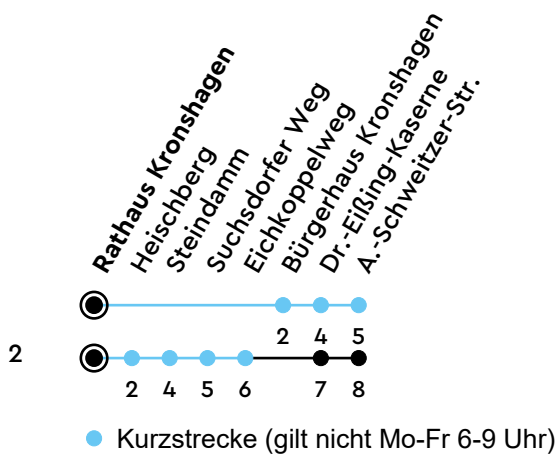 Rathaus Kronshagen
Heischberg
Steindamm
Suchsdorfer Weg
Eichkoppelweg
Bürgerhaus Kronshagen
Dr.-Eißing-Kaserne
A.-Schweitzer-Str.
2 4 5
2
2 4 5 6 7 8
Kurzstrecke (gilt nicht Mo-Fr 6-9 Uhr)